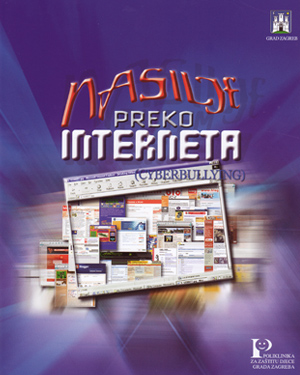 GRAD ZAGREB
NASILJE
PREKO
INTERNETA
(CYBERBULLYING)
POLIKLINIKA
ZA ZAŠTITU DJECE
GRADA ZAGREBA